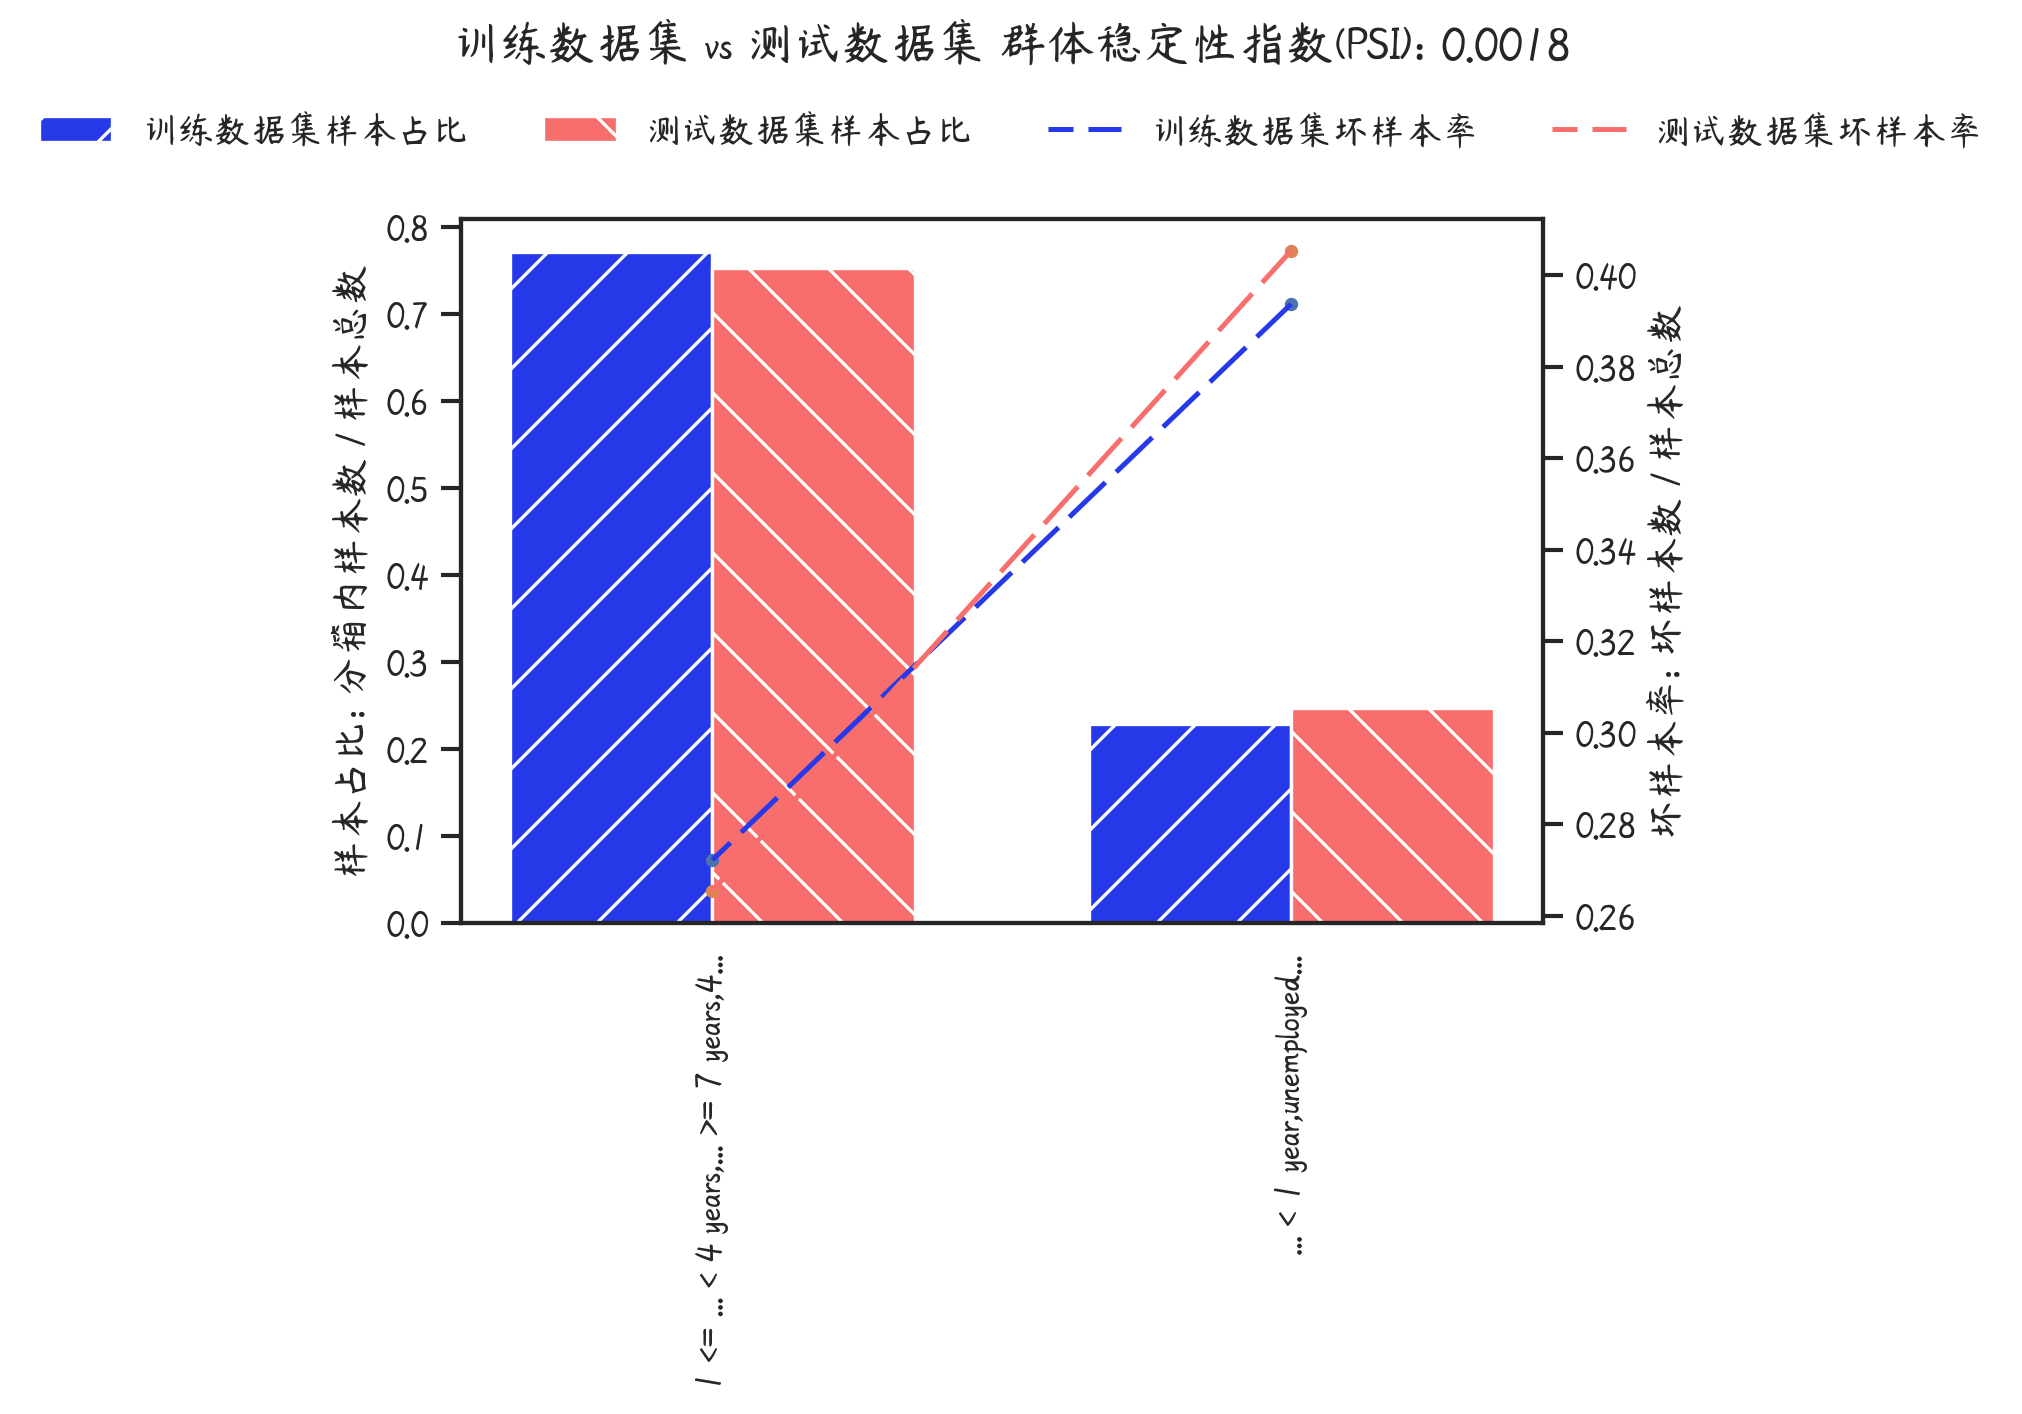 训练数据集 vs 测试数据集 群体稳定性指数(PSI): 0.0018
训练数据集样本占比
测试数据集样本占比
训练数据集坏样本率
测试数据集坏样本率
样本占比: 分箱内样本数 / 样本总数
0.8
0.7
0.6
0.5
0.4
0.3
0.2
0.1
0.0
0.40
0.38
0.36
0.34
0.32
0.30
0.28
0.26
坏样本率: 坏样本数 / 样本总数
1 <= ... < 4 years,... >= 7 years,4...
... < 1 year,unemployed...